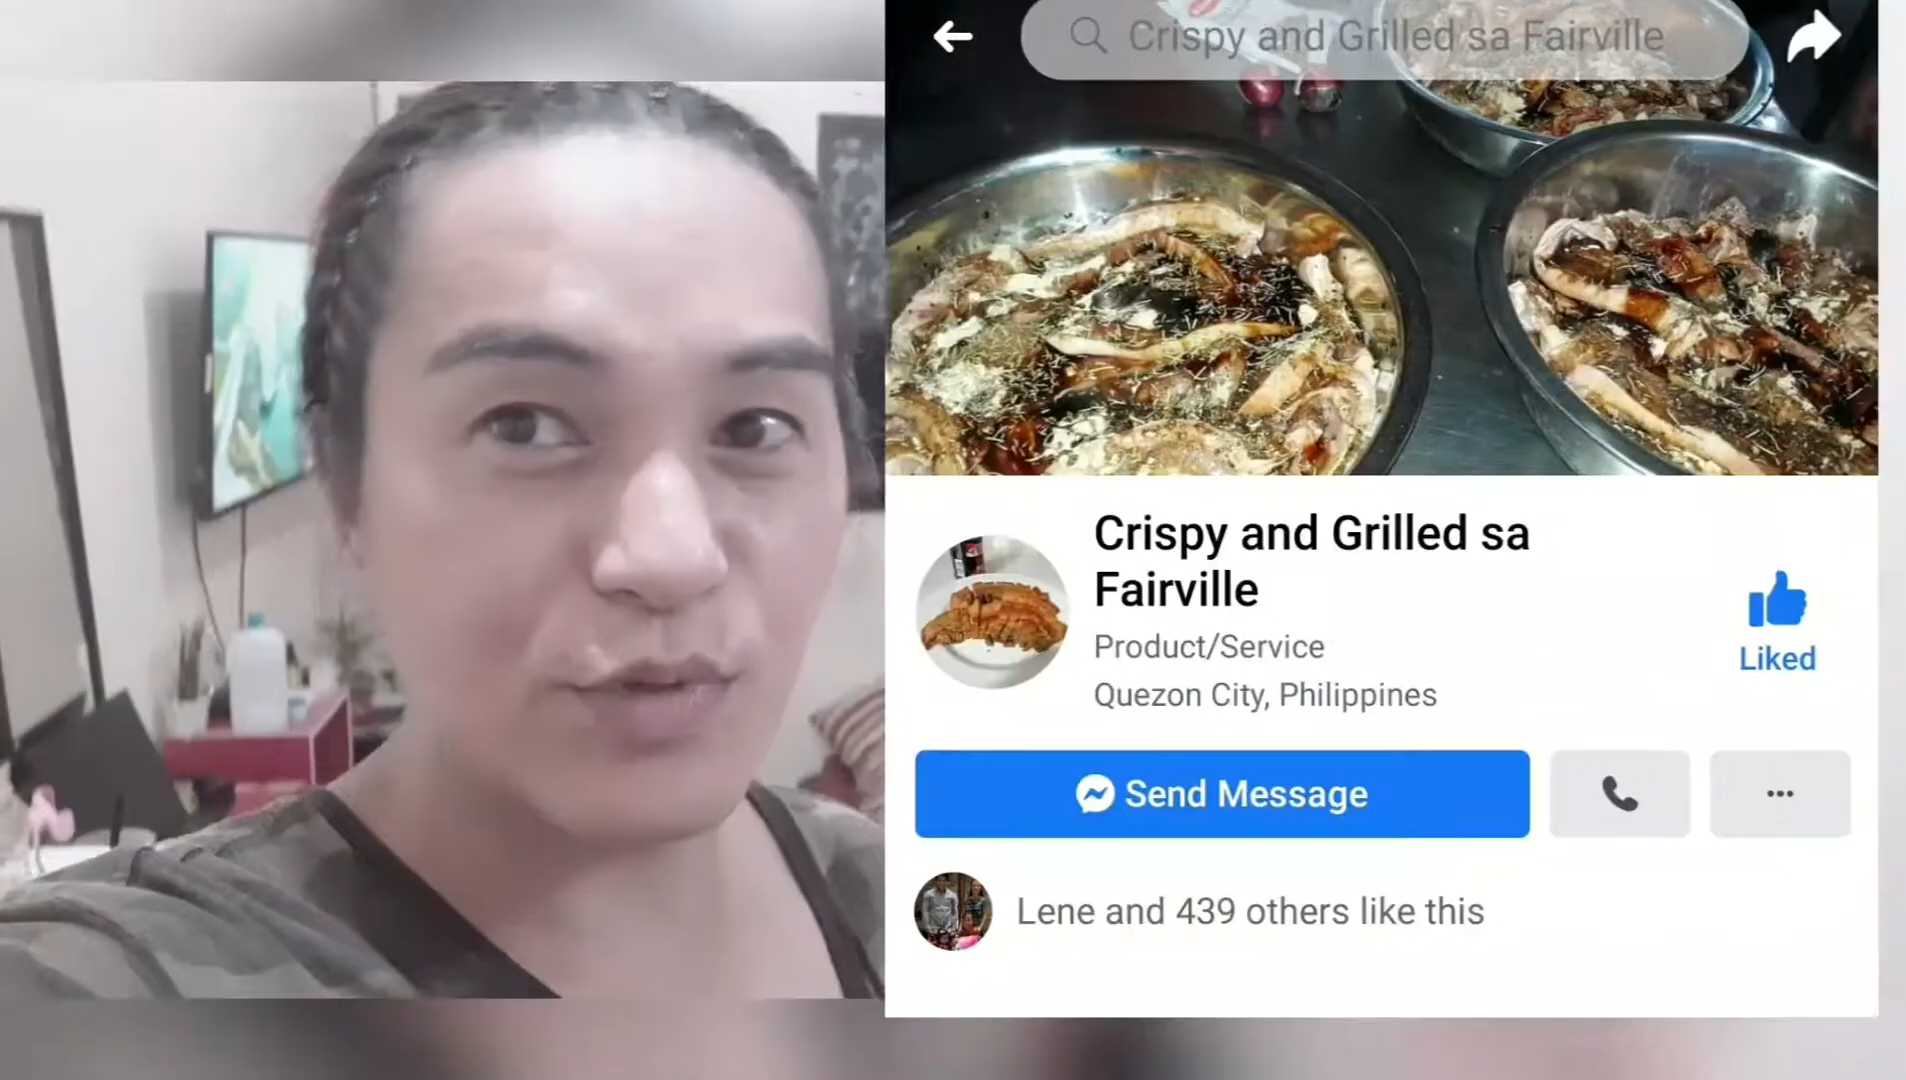 Crispy and Grilled sa Fairville
Crispy and Grilled sa
Fairville
Product/Service
Quezon City, Philippines
Liked
Send Message
Lene and 439 others like this